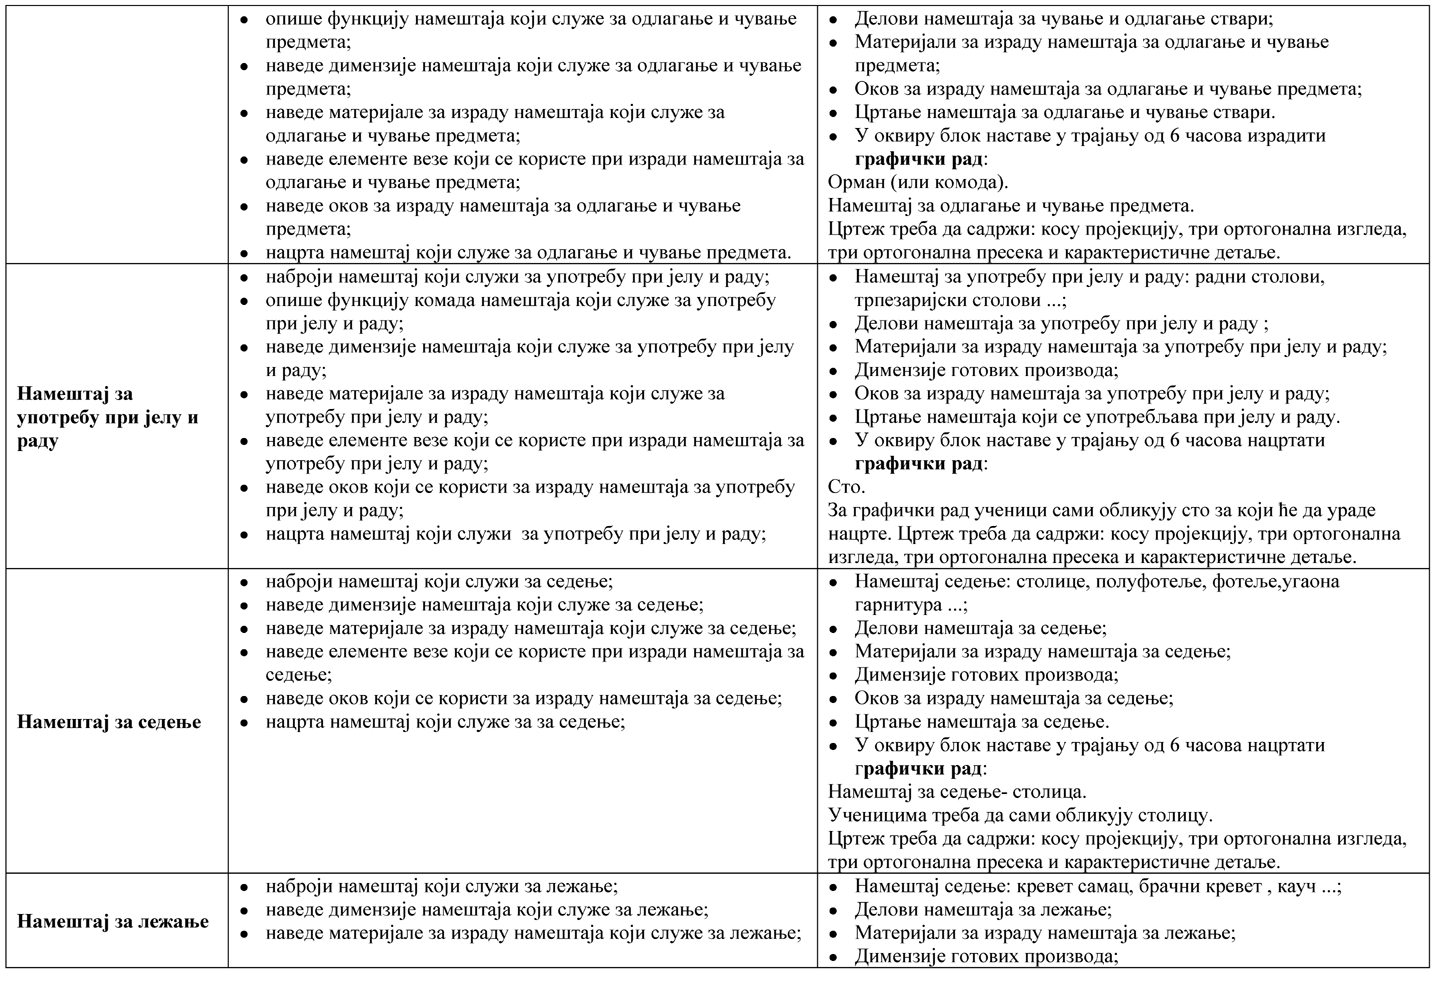 • опише функцију намештаја који служе за одлагање и чување
предмета;
• наведе димензије намештаја који служе за одлагање и чување
предмета;
• наведе материјале за израду намештаја који служе за
одлагање и чување предмета;
• наведе елементе везе који се користе при изради намештаја за
одлагање и чување предмета;
• наведе оков за израду намештаја за одлагање и чување
предмета;
• нацрта намештај који служе за одлагање и чување предмета.
• Делови намештаја за чување и одлагање ствари;
• Материјали за израду намештаја за одлагање и чување
предмета;
• Оков за израду намештаја за одлагање и чување предмета;
• Цртање намештаја за одлагање и чување ствари.
• У оквиру блок наставе у трајању од 6 часова израдити
графички рад:
Орман (или комода).
Намештај за одлагање и чување предмета.
Цртеж треба да садржи: косу пројекцију, три ортогонална изгледа,
три ортогонална пресека и карактеристичне детаље.
Намештај за
употребу при јелу и
раду
• наброји намештај који служи за употребу при јелу и раду;
• опише функцију комада намештаја који служе за употребу
при јелу и раду;
• наведе димензије намештаја који служе за употребу при јелу
и раду;
• наведе материјале за израду намештаја који служе за
употребу при јелу и раду;
• наведе елементе везе који се користе при изради намештаја за
употребу при јелу и раду;
• наведе оков који се користи за израду намештаја за употребу
при јелу и раду;
• нацрта намештај који служи  за употребу при јелу и раду;
• Намештај за употребу при јелу и раду: радни столови,
трпезаријски столови ...;
• Делови намештаја за употребу при јелу и раду ;
• Материјали за израду намештаја за употребу при јелу и раду;
• Димензије готових производа;
• Оков за израду намештаја за употребу при јелу и раду;
• Цртање намештаја који се употребљава при јелу и раду.
• У оквиру блок наставе у трајању од 6 часова нацртати
графички рад:
Сто.
За графички рад ученици сами обликују сто за који ће да ураде
нацрте. Цртеж треба да садржи: косу пројекцију, три ортогонална
изгледа, три ортогонална пресека и карактеристичне детаље.
Намештај за седење
• наброји намештај који служи за седење;
• наведе димензије намештаја који служе за седење;
• наведе материјале за израду намештаја који служе за седење;
• наведе елементе везе који се користе при изради намештаја за
седење;
• наведе оков који се користи за израду намештаја за седење;
• нацрта намештај који служе за за седење;
• Намештај седење: столице, полуфотеље, фотеље,угаона
гарнитура ...;
• Делови намештаја за седење;
• Материјали за израду намештаја за седење;
• Димензије готових производа;
• Оков за израду намештаја за седење;
• Цртање намештаја за седење.
• У оквиру блок наставе у трајању од 6 часова нацртати
графички рад:
Намештај за седење- столица.
Ученицима треба да сами обликују столицу.
Цртеж треба да садржи: косу пројекцију, три ортогонална изгледа,
три ортогонална пресека и карактеристичне детаље.
Намештај за лежање
• наброји намештај који служи за лежање;
• наведе димензије намештаја који служе за лежање;
• наведе материјале за израду намештаја који служе за лежање;
• Намештај седење: кревет самац, брачни кревет , кауч ...;
• Делови намештаја за лежање;
• Материјали за израду намештаја за лежање;
• Димензије готових производа;